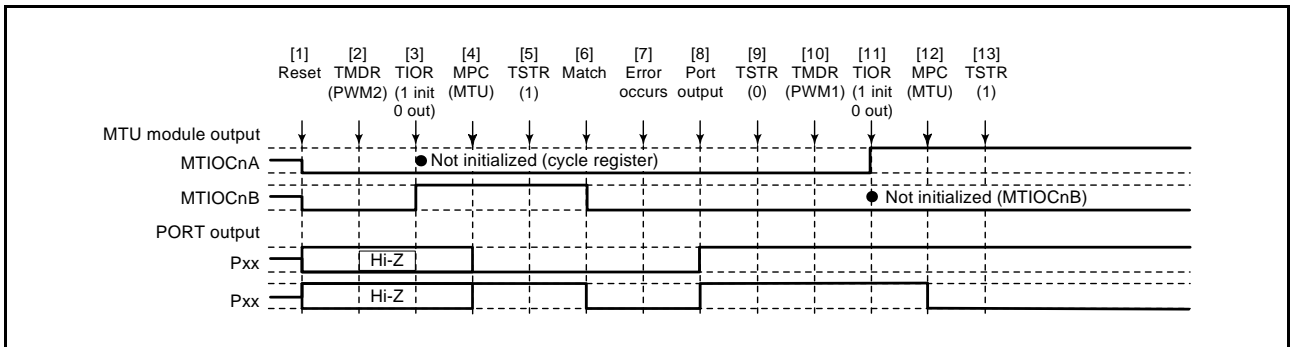 [1] [2] [3] [4] [5] [6] [7] [8] [9] [10] [11] [12] [13]
Reset TMDR TIOR MPC TSTR Match Error Port TSTR TMDR TIOR MPC TSTR
(PWM2) (1 init (MTU) (1) occurs output (0) (PWM1) (1 init (MTU) (1)
0 out) 0 out)
MTU module output
MTIOCnA ● Not initialized (cycle register)
MTIOCnB ● Not initialized (MTIOCnB)
PORT output
Pxx Hi-Z
Pxx Hi-Z